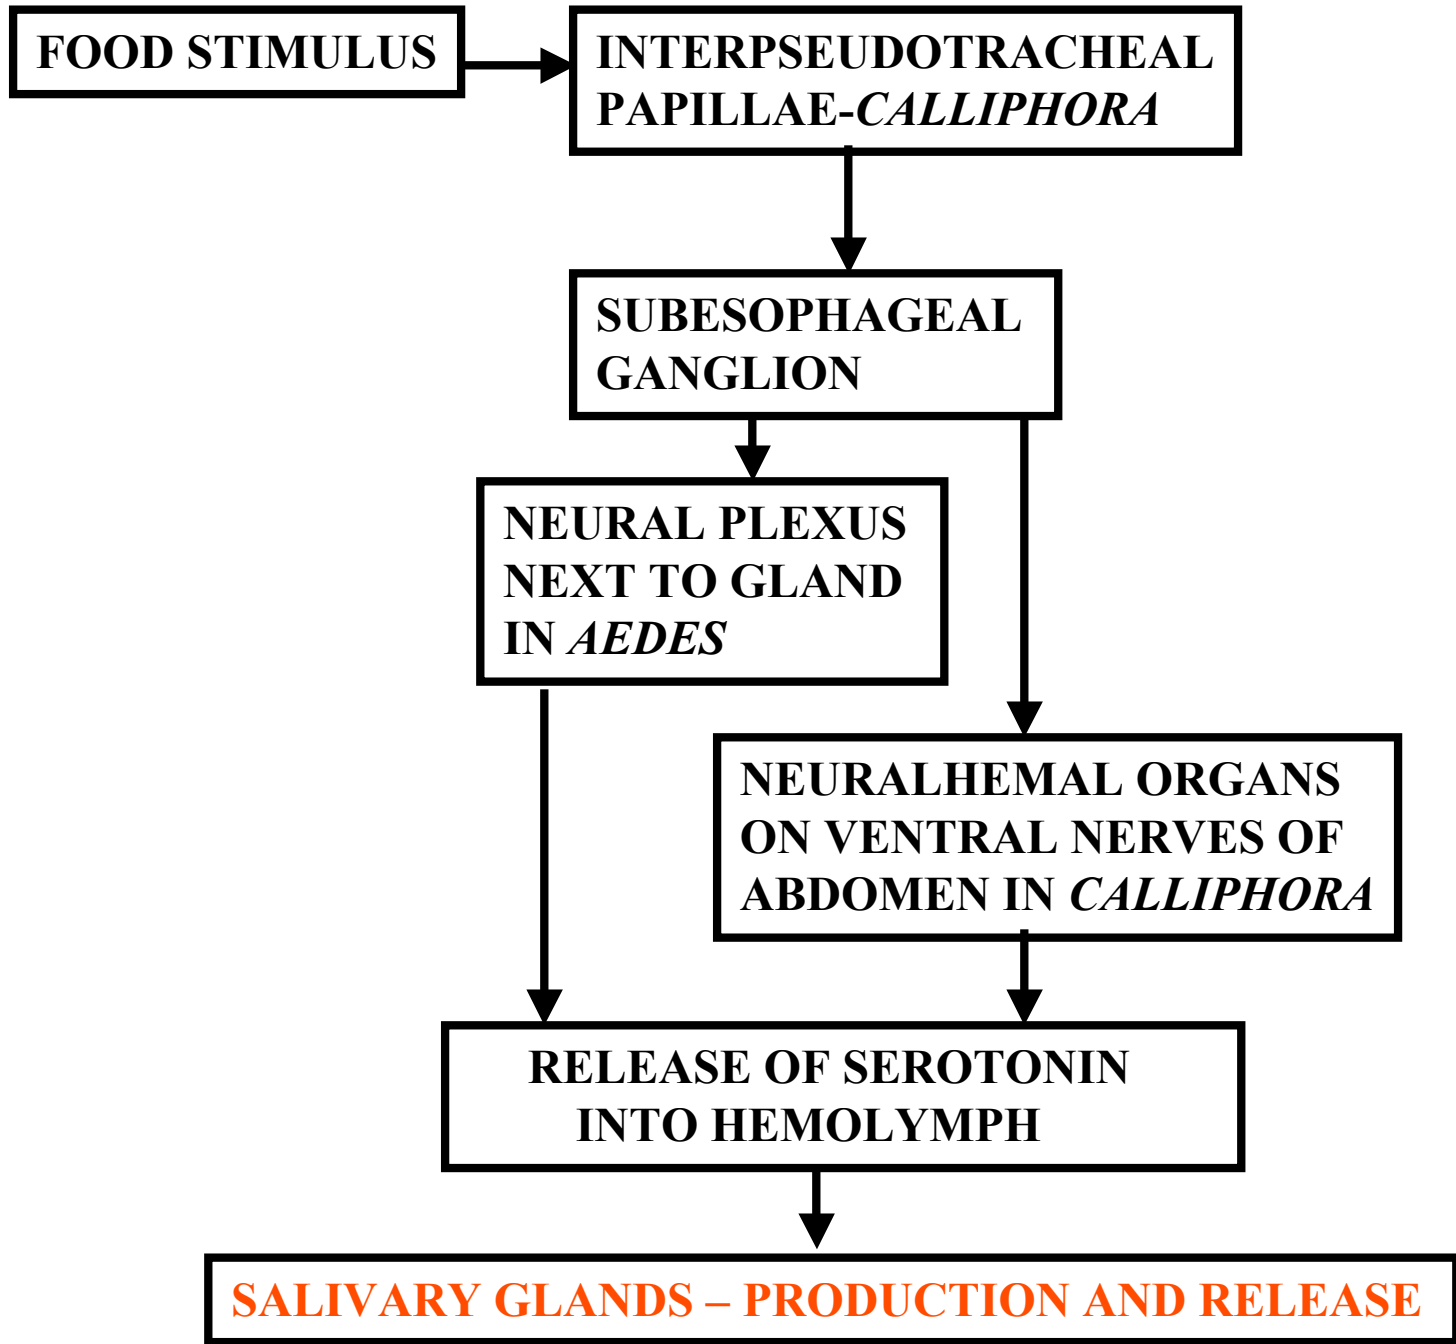 FOOD STIMULUS
INTERPSEUDOTRACHEAL
PAPILLAE-CALLIPHORA
SUBESOPHAGEAL
GANGLION
NEURAL PLEXUS
NEXT TO GLAND
IN AEDES
NEURALHEMAL ORGANS
ON VENTRAL NERVES OF
ABDOMEN IN CALLIPHORA
RELEASE OF SEROTONIN
INTO HEMOLYMPH
SALIVARY GLANDS – PRODUCTION AND RELEASE